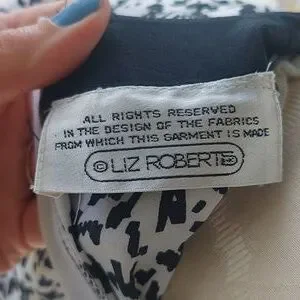 ALL RIGHTS RESERVED
IN THE DESIGN OF THE FABRICS
FROM WHICH THIS GARMENT IS MADE
© LIZ ROBERTS